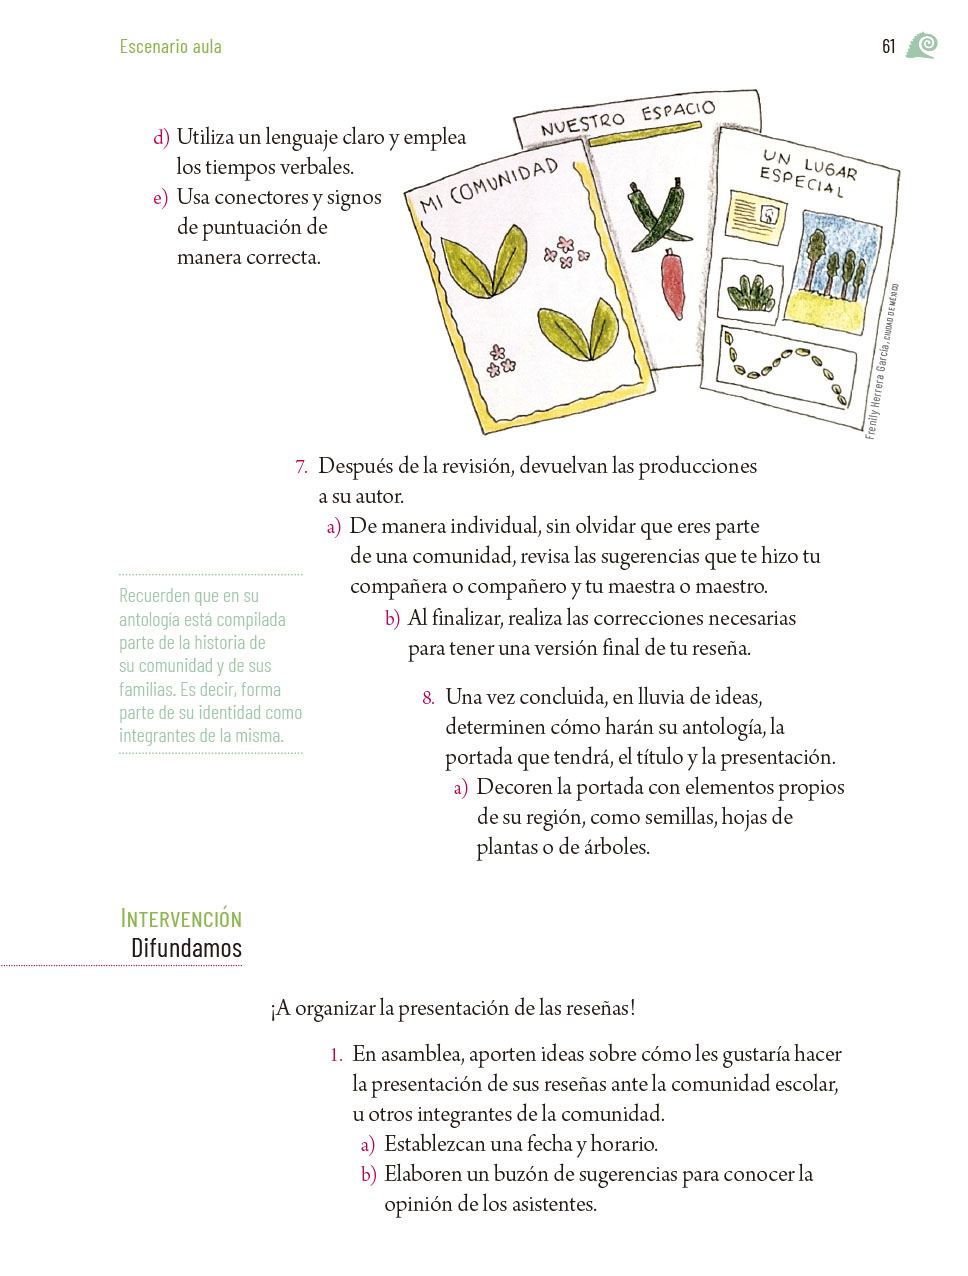 Escenario aula
61
d) Utiliza un lenguaje claro y emplea
los tiempos verbales.
e) Usa conectores y signos
de puntuación de
manera correcta.
MI COMUNIDAD
NUESTRO ESPACIO
UN LUGAR
ESPECIAL
Frenily Herrera García, CIUDAD DE MÉXICO
7. Después de la revisión, devuelvan las producciones
a su autor.
a) De manera individual, sin olvidar que eres parte
de una comunidad, revisa las sugerencias que te hizo tu
compañera o compañero y tu maestra o maestro.
b) Al finalizar, realiza las correcciones necesarias
para tener una versión final de tu reseña.
Recuerden que en su
antología está compilada
parte de la historia de
su comunidad y de sus
familias. Es decir, forma
parte de su identidad como
integrantes de la misma.
8. Una vez concluida, en lluvia de ideas,
determinen cómo harán su antología, la
portada que tendrá, el título y la presentación.
a) Decoren la portada con elementos propios
de su región, como semillas, hojas de
plantas o de árboles.
INTERVENCIÓN
Difundamos
¡A organizar la presentación de las reseñas!
1. En asamblea, aporten ideas sobre cómo les gustaría hacer
la presentación de sus reseñas ante la comunidad escolar,
u otros integrantes de la comunidad.
a) Establezcan una fecha y horario.
b) Elaboren un buzón de sugerencias para conocer la
opinión de los asistentes.